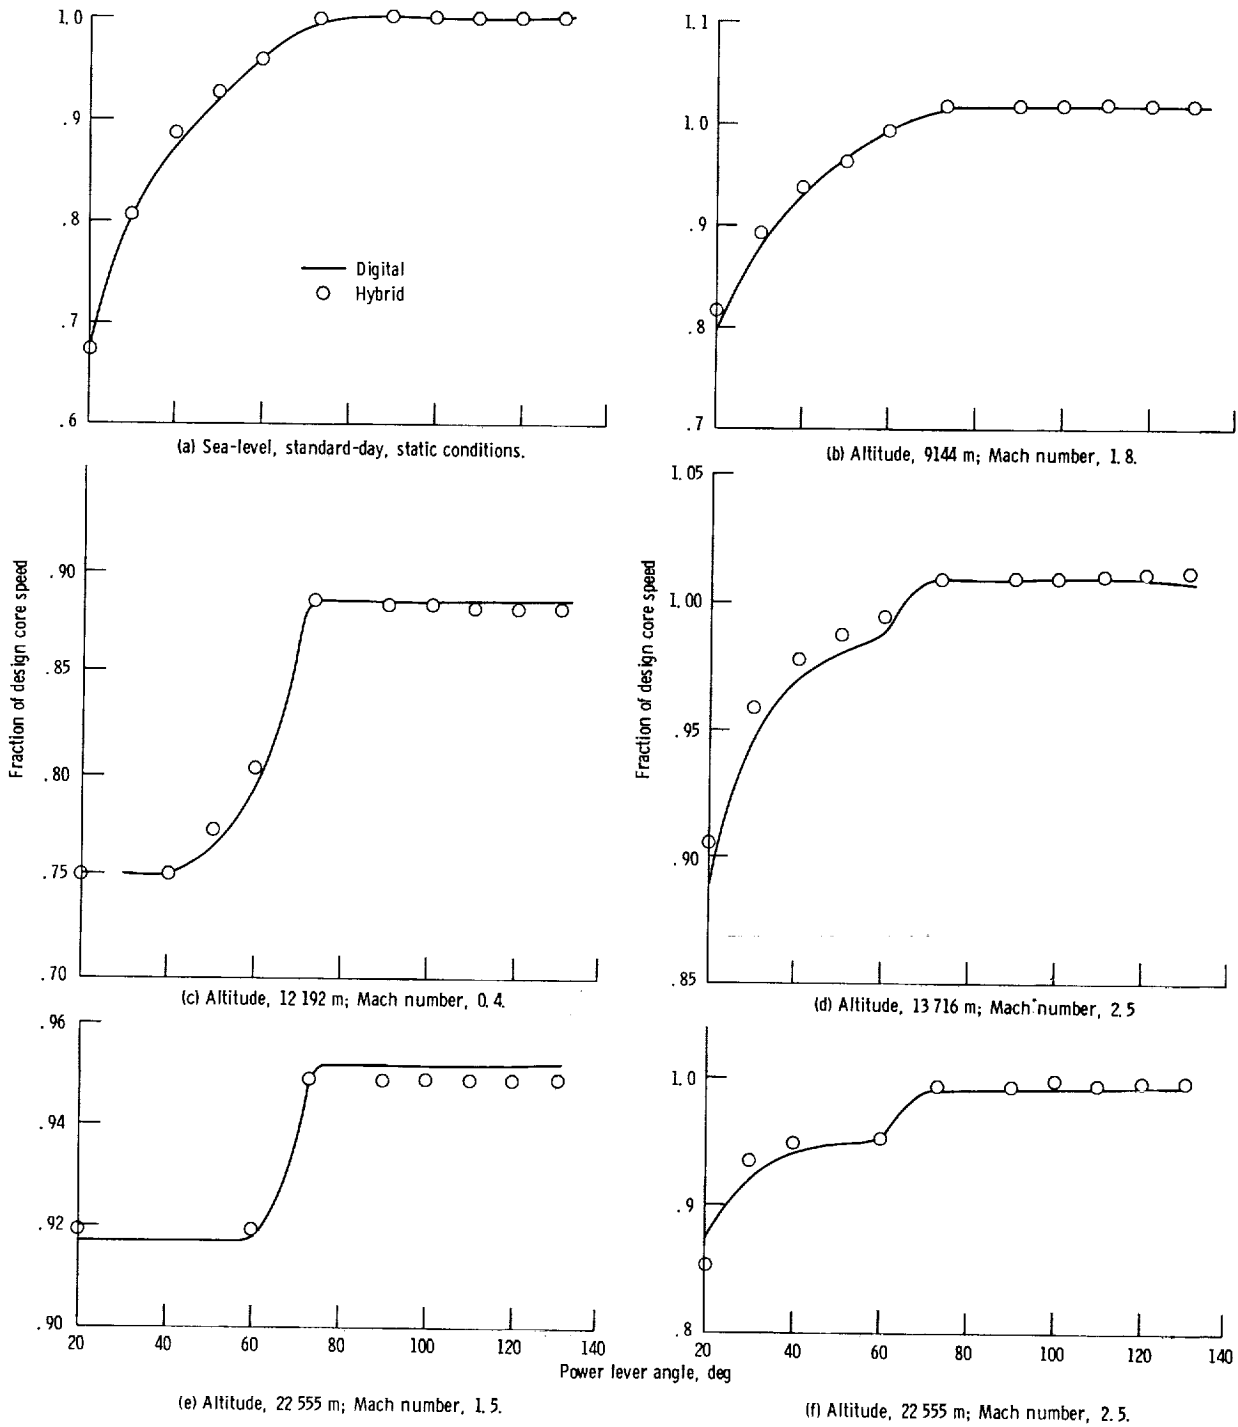 1.0
.9
.8
.7
.6
Digital
Hybrid
(a) Sea-level, standard-day, static conditions.
1.1
1.0
.9
.8
.7
(b) Altitude, 9144 m; Mach number, 1.8.
Fraction of design core speed
.90
.85
.80
.75
.70
(c) Altitude, 12 192 m; Mach number, 0.4.
Fraction of design core speed
1.05
1.00
.95
.90
.85
(d) Altitude, 13 716 m; Mach number, 2.5
.96
.94
.92
.90
20 40 60 80 100 120 140
1.0
.9
.8
20 40 60 80 100 120 140
Power lever angle, deg
(e) Altitude, 22 555 m; Mach number, 1.5.
(f) Altitude, 22 555 m; Mach number, 2.5.